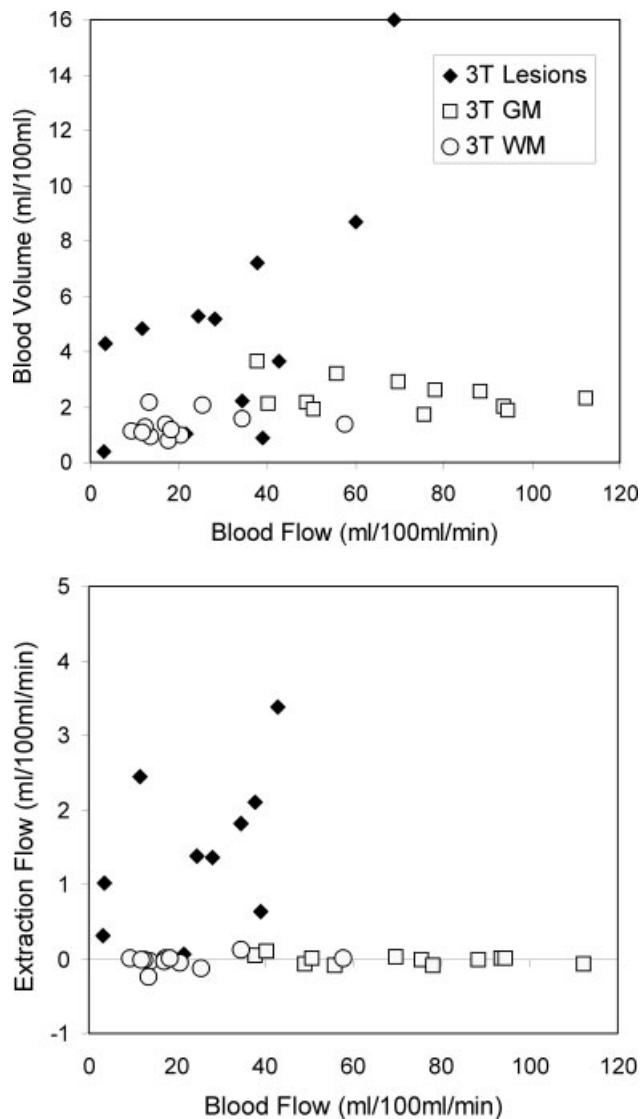 16
14
12
10
8
6
4
2
0
Blood Volume (ml/100ml)
3T Lesions
3T GM
3T WM
0 20 40 60 80 100 120
Blood Flow (ml/100ml/min)
5
4
3
2
1
0
-1
Extraction Flow (ml/100ml/min)
0 20 40 60 80 100 120
Blood Flow (ml/100ml/min)